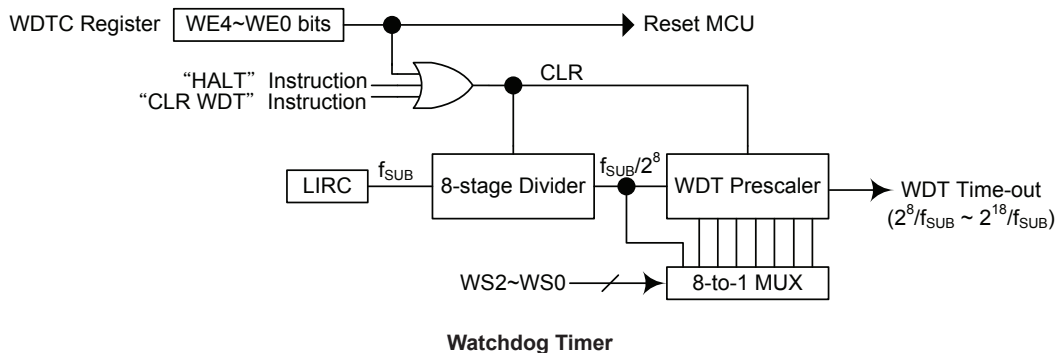 WDTC Register WE4~WE0 bits Reset MCU
“HALT” Instruction
“CLR WDT” Instruction
CLR
LIRC
fSUB
8-stage Divider
fSUB/2⁸
WDT Prescaler
WDT Time-out
(2⁸/fSUB ~ 2¹⁸/fSUB)
WS2~WS0
8-to-1 MUX
Watchdog Timer